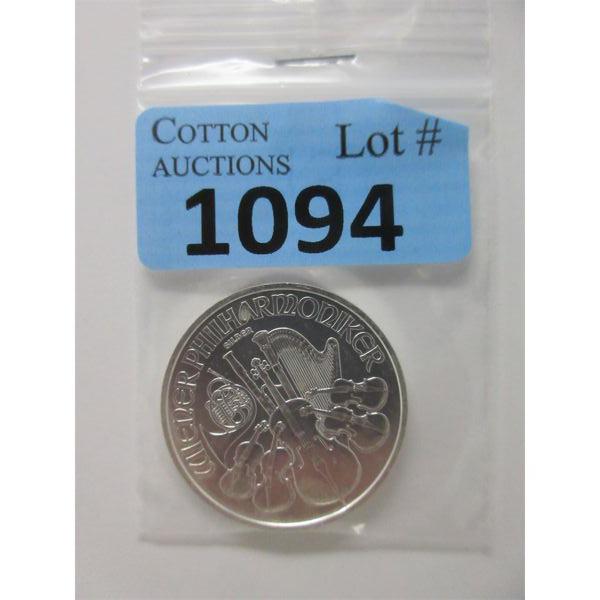 COTTON
AUCTIONS
Lot #
1094
WIENER PHILHARMONIKER
SILBER